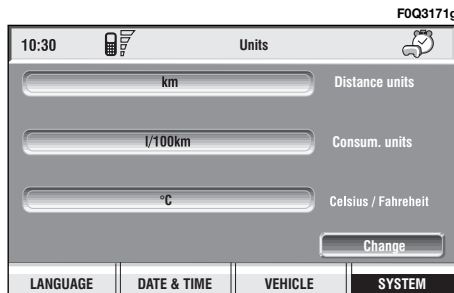 F0Q3171g
10:30 Units
km Distance units
l/100km Consum. units
°C Celsius / Fahreheit
Change
LANGUAGE DATE & TIME VEHICLE SYSTEM